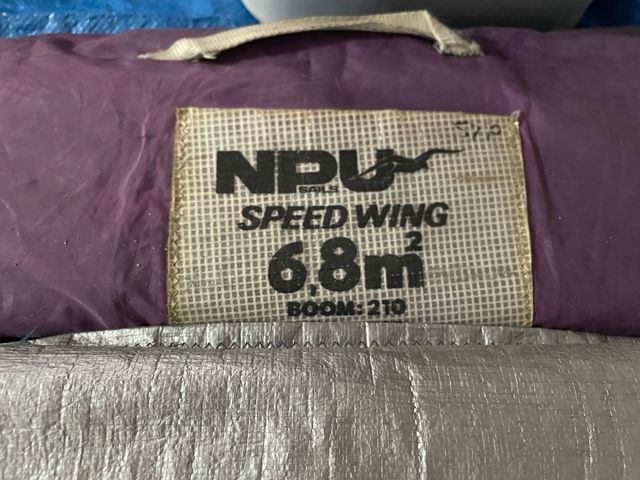 NPU
SAILS
SPEED WING
6,8m²
BOOM: 210